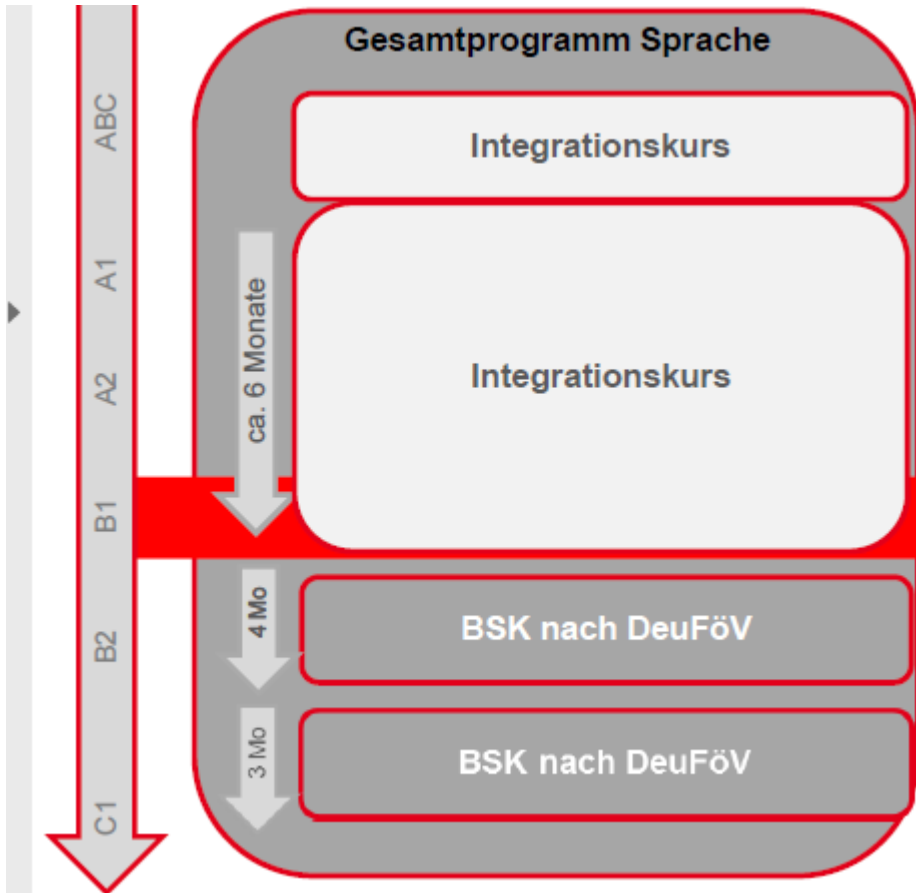 Gesamtprogramm Sprache
ABC
Integrationskurs
A1
ca. 6 Monate
A2
Integrationskurs
B1
4 Mo
BSK nach DeuFöV
B2
3 Mo
BSK nach DeuFöV
C1